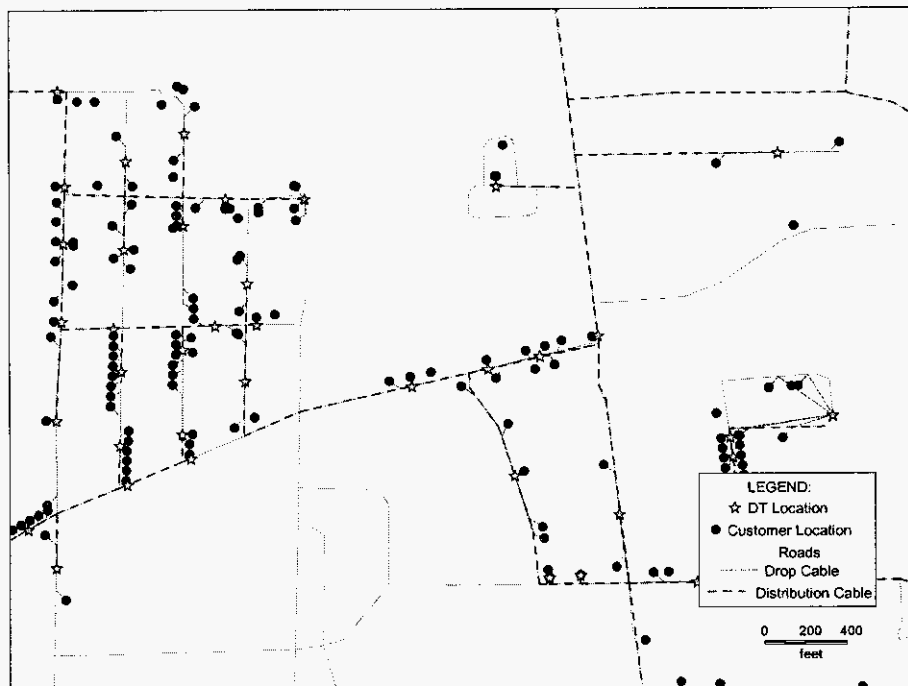 LEGEND:
DT Location
Customer Location
Roads
Drop Cable
Distribution Cable
0 200 400
feet